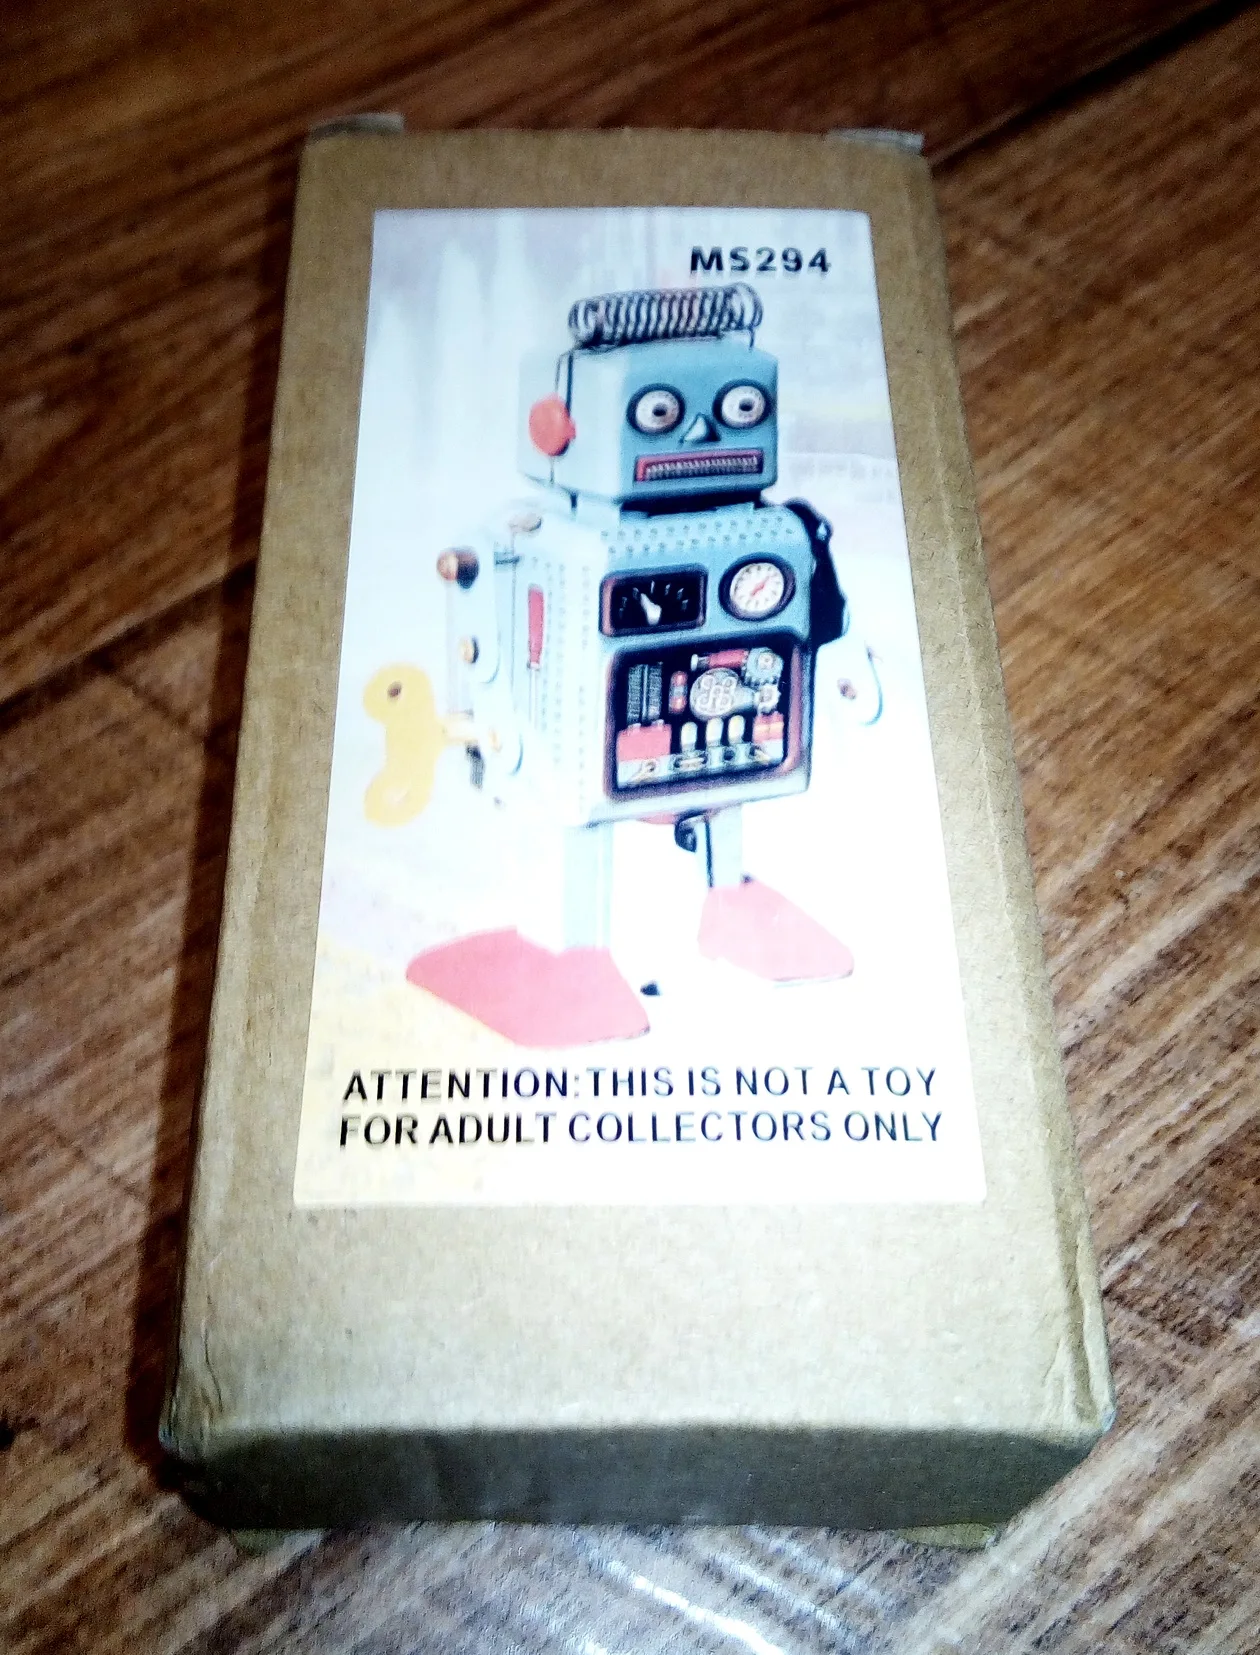 MS294
ATTENTION: THIS IS NOT A TOY
FOR ADULT COLLECTORS ONLY